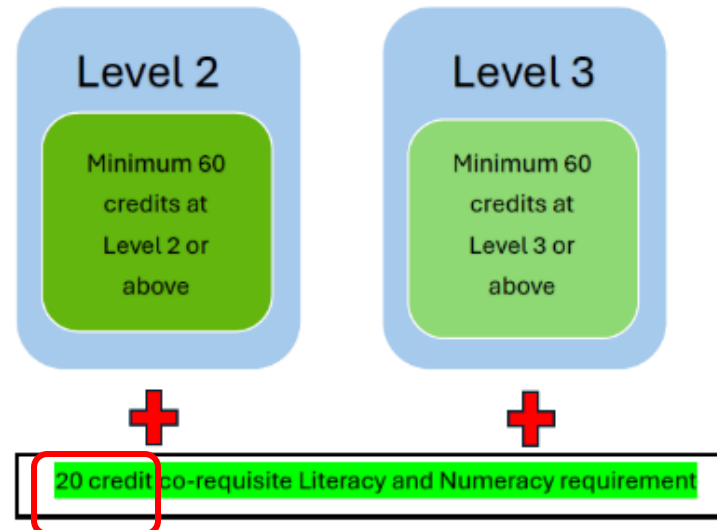 Level 2
Minimum 60
credits at
Level 2 or
above
Level 3
Minimum 60
credits at
Level 3 or
above
20 credit co-requisite Literacy and Numeracy requirement